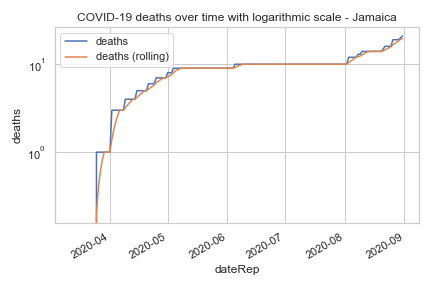 COVID-19 deaths over time with logarithmic scale - Jamaica
deaths
deaths (rolling)
10¹
10⁰
deaths
2020-04
2020-05
2020-06
2020-07
2020-08
2020-09
dateRep